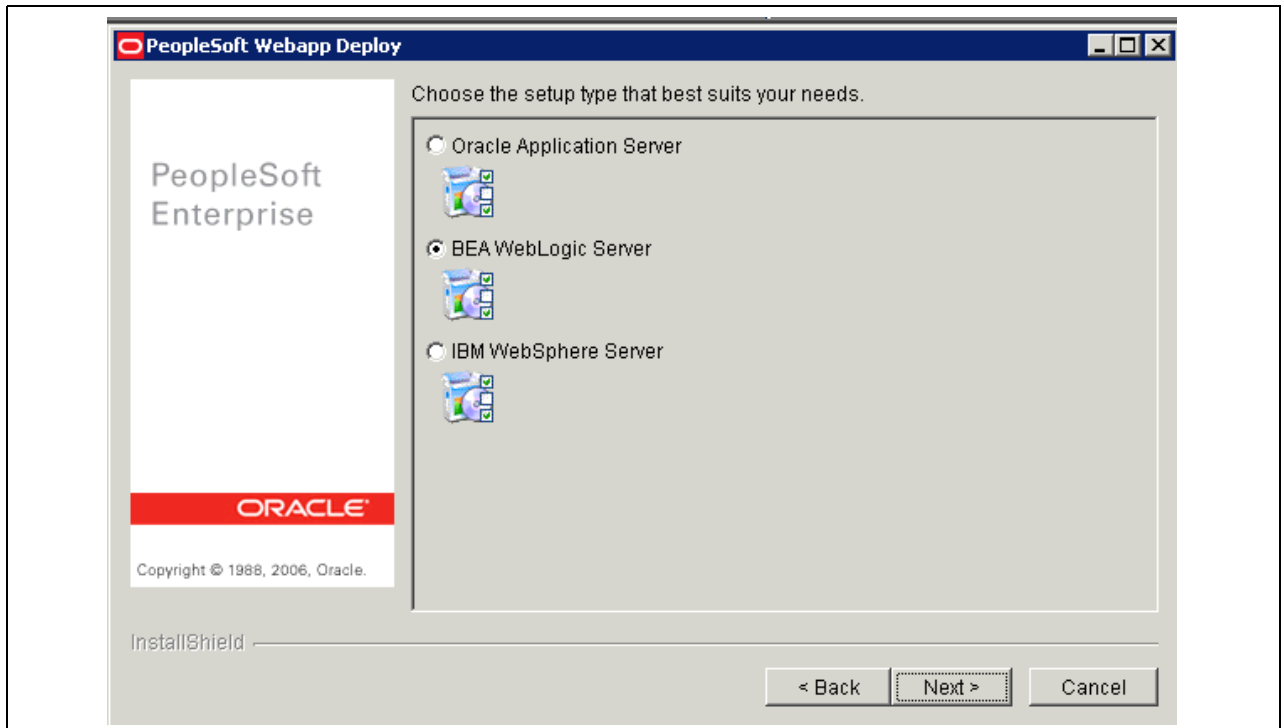 PeopleSoft Webapp Deploy
Choose the setup type that best suits your needs.
PeopleSoft
Enterprise
Oracle Application Server
BEA WebLogic Server
IBM WebSphere Server
ORACLE®
Copyright © 1988, 2006, Oracle.
InstallShield
< Back
Next >
Cancel